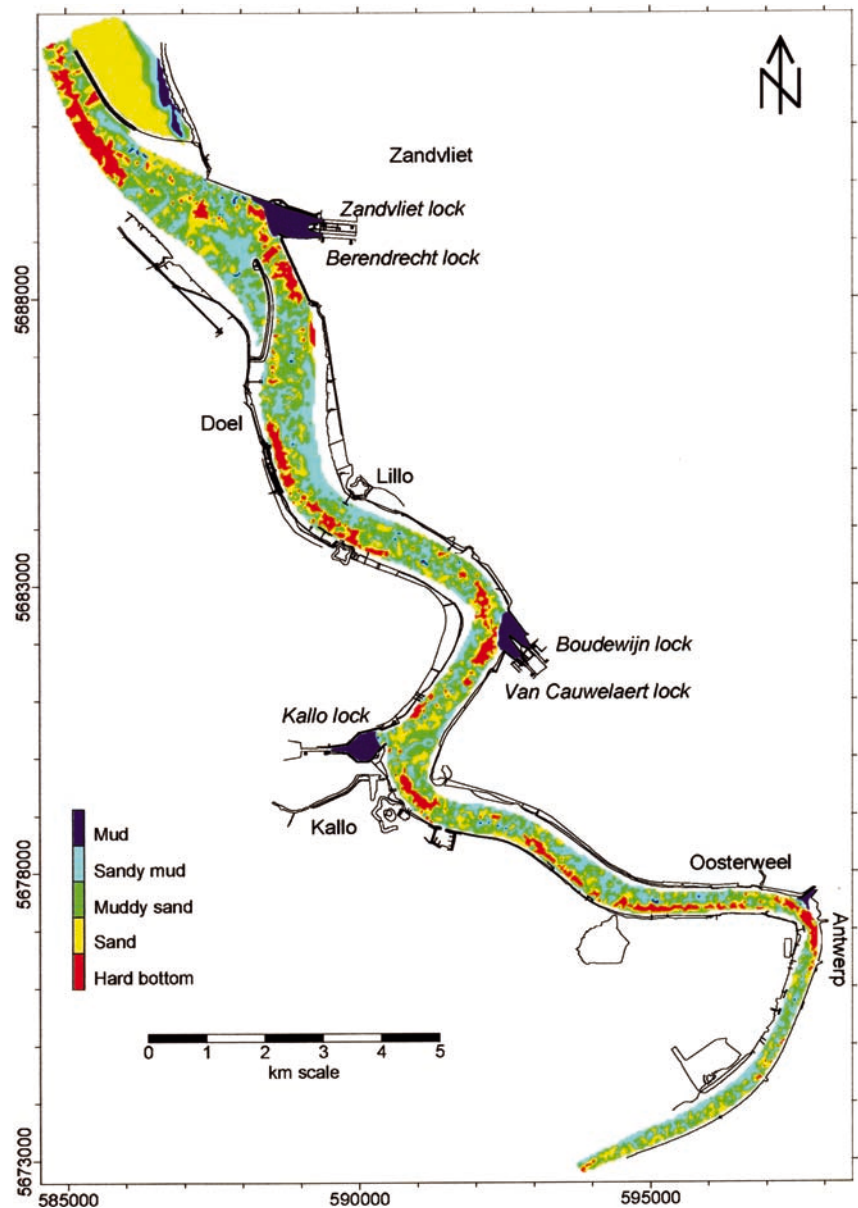 N
Zandvliet
Zandvliet lock
Berendrecht lock
5688000
Doel
Lillo
5683000
Boudewijn lock
Van Cauwelaert lock
Kallo lock
Kallo
Mud
Sandy mud
Muddy sand
Sand
Hard bottom
5678000
Oosterweel
Antwerp
0 1 2 3 4 5
km scale
5673000
585000 590000 595000